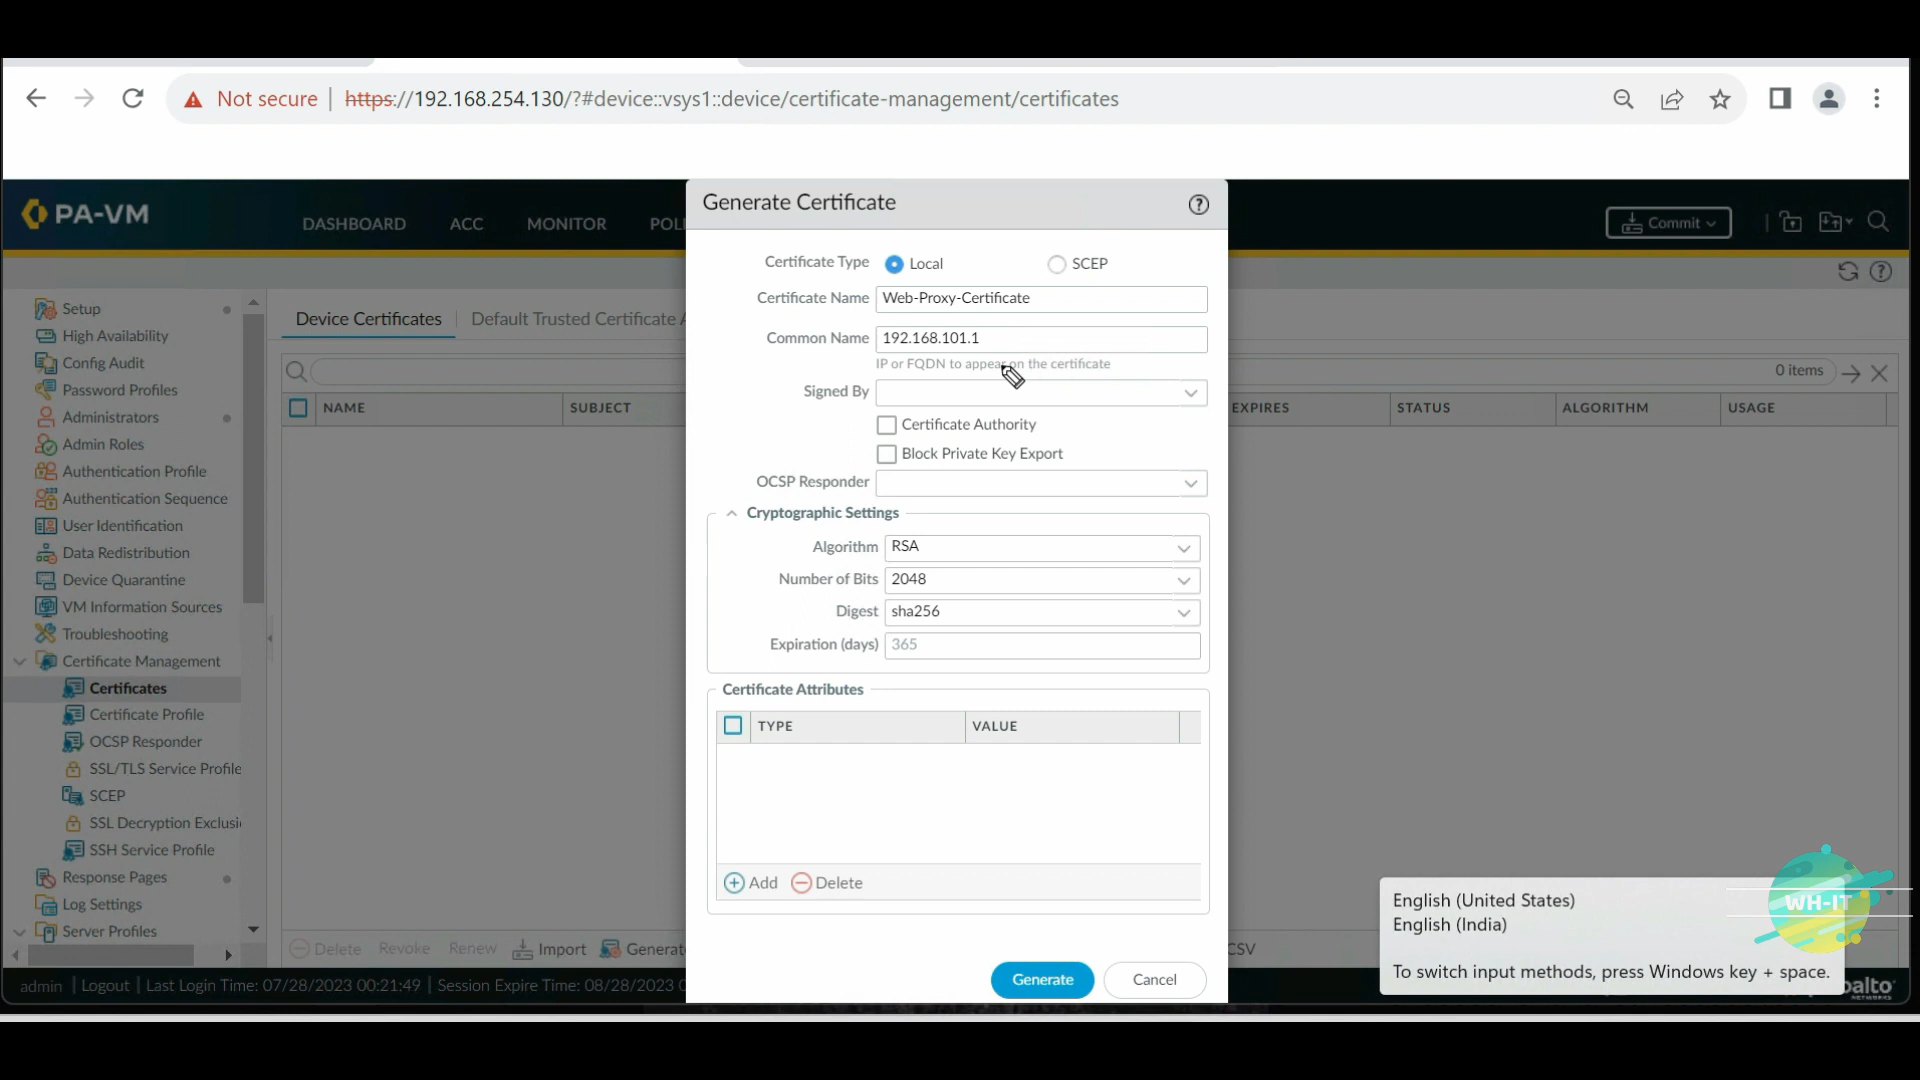 Not secure | https://192.168.254.130/?#device::vsys1::device/certificate-management/certificates
PA-VM
DASHBOARD
ACC
MONITOR
POLI
Commit
Generate Certificate
Certificate Type
Local
SCEP
Certificate Name
Web-Proxy-Certificate
Common Name
192.168.101.1
IP or FQDN to appear on the certificate
Signed By
Certificate Authority
Block Private Key Export
OCSP Responder
Cryptographic Settings
Algorithm
RSA
Number of Bits
2048
Digest
sha256
Expiration (days)
365
Certificate Attributes
TYPE
VALUE
Add
Delete
Generate
Cancel
Setup
High Availability
Config Audit
Password Profiles
Administrators
Admin Roles
Authentication Profile
Authentication Sequence
User Identification
Data Redistribution
Device Quarantine
VM Information Sources
Troubleshooting
Certificate Management
Certificates
Certificate Profile
OCSP Responder
SSL/TLS Service Profile
SCEP
SSL Decryption Exclusi
SSH Service Profile
Response Pages
Log Settings
Server Profiles
Device Certificates
Default Trusted Certificate A
0 items
NAME
SUBJECT
EXPIRES
STATUS
ALGORITHM
USAGE
Delete
Revoke
Renew
Import
Generat
CSV
admin | Logout | Last Login Time: 07/28/2023 00:21:49 | Session Expire Time: 08/28/2023 0
English (United States)
English (India)
To switch input methods, press Windows key + space.
WH-IT
palto
NETWORKS